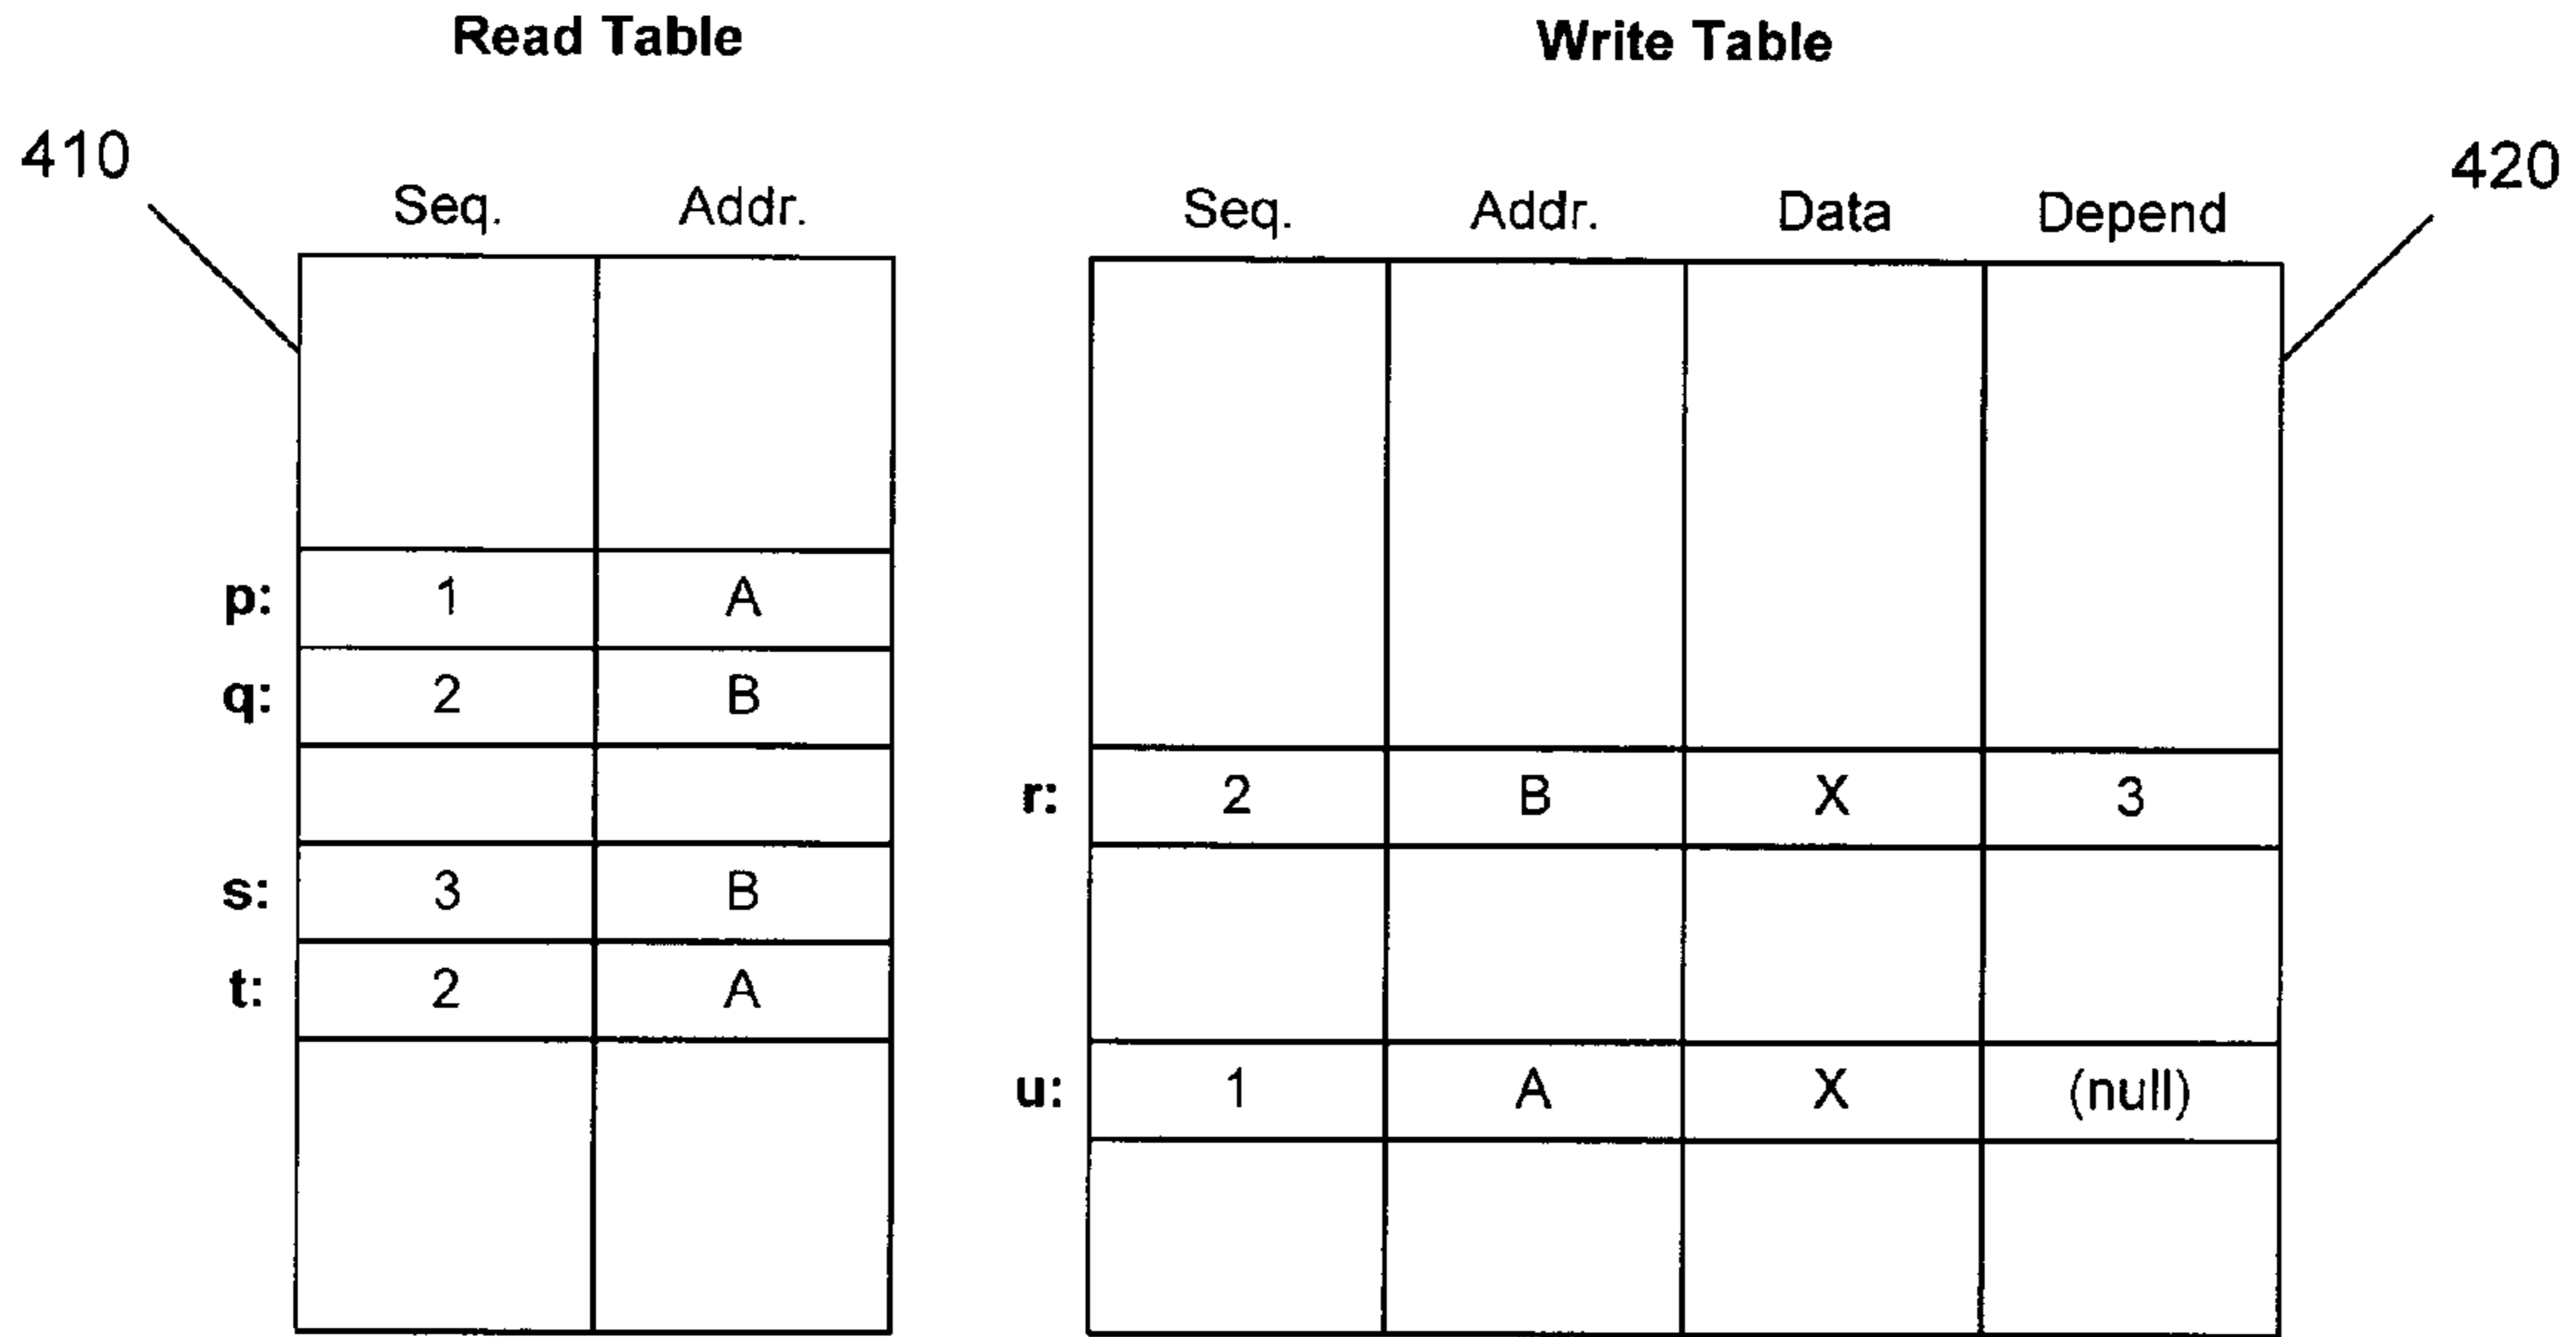 Read Table Write Table
410 420
Seq. Addr. Seq. Addr. Data Depend
p: 1 A
q: 2 B
r: 2 B X 3
s: 3 B
t: 2 A
u: 1 A X (null)